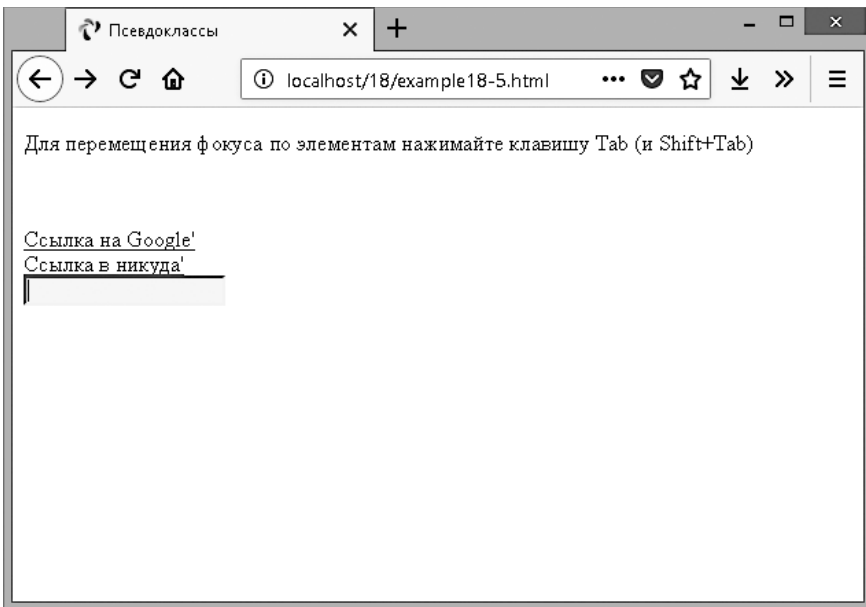 Псевдоклассы
localhost/18/example18-5.html
Для перемещения фокуса по элементам нажимайте клавишу Tab (и Shift+Tab)
Ссылка на Google'
Ссылка в никуда'